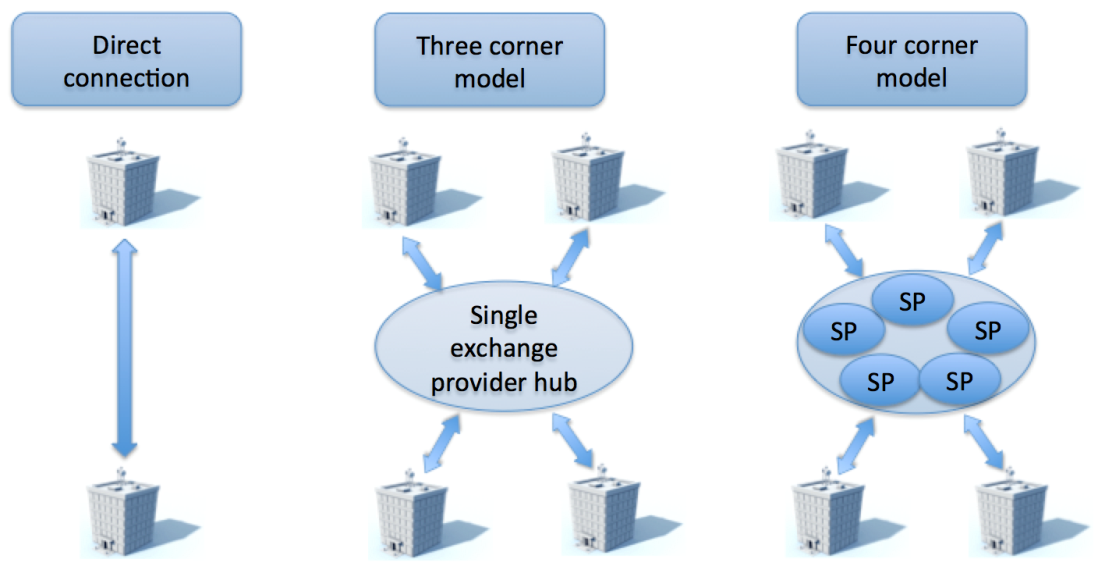 Direct
connection
Three corner
model
Four corner
model
Single
exchange
provider hub
SP
SP
SP
SP
SP